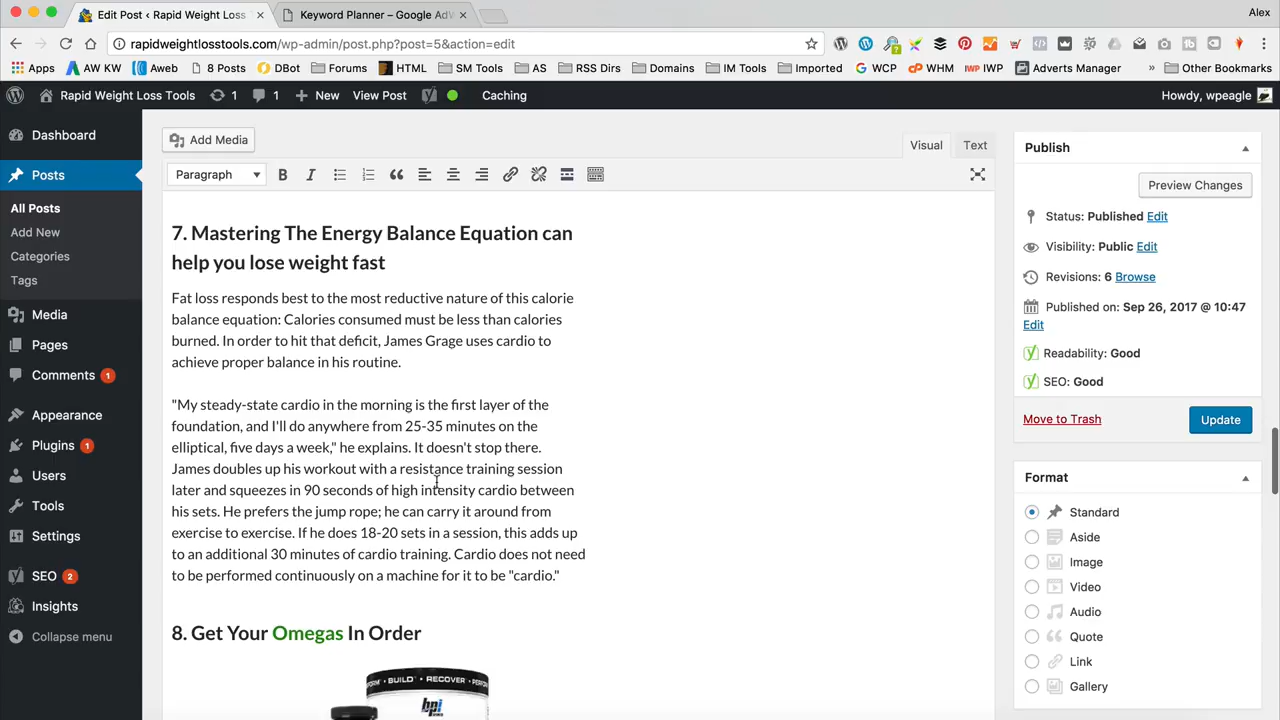 Edit Post ‹ Rapid Weight Loss
Keyword Planner – Google AdW
Alex
rapidweightlosstools.com/wp-admin/post.php?post=5&action=edit
Apps
AW KW
Aweb
8 Posts
DBot
Forums
HTML
SM Tools
AS
RSS Dirs
Domains
IM Tools
Imported
WCP
WHM
IWP
Adverts Manager
»
Other Bookmarks
Rapid Weight Loss Tools
1
1
New
View Post
Caching
Howdy, wpeagle
Dashboard
Posts
All Posts
Add New
Categories
Tags
Media
Pages
Comments 1
Appearance
Plugins 1
Users
Tools
Settings
SEO 2
Insights
Collapse menu
Add Media
Visual
Text
Paragraph
7. Mastering The Energy Balance Equation can
help you lose weight fast
Fat loss responds best to the most reductive nature of this calorie
balance equation: Calories consumed must be less than calories
burned. In order to hit that deficit, James Grage uses cardio to
achieve proper balance in his routine.
"My steady-state cardio in the morning is the first layer of the
foundation, and I'll do anywhere from 25-35 minutes on the
elliptical, five days a week," he explains. It doesn't stop there.
James doubles up his workout with a resistance training session
later and squeezes in 90 seconds of high intensity cardio between
his sets. He prefers the jump rope; he can carry it around from
exercise to exercise. If he does 18-20 sets in a session, this adds up
to an additional 30 minutes of cardio training. Cardio does not need
to be performed continuously on a machine for it to be "cardio."
8. Get Your Omegas In Order
BUILD • RECOVER
bpi
Publish
Preview Changes
Status: Published Edit
Visibility: Public Edit
Revisions: 6 Browse
Published on: Sep 26, 2017 @ 10:47
Edit
Readability: Good
SEO: Good
Move to Trash
Update
Format
Standard
Aside
Image
Video
Audio
Quote
Link
Gallery